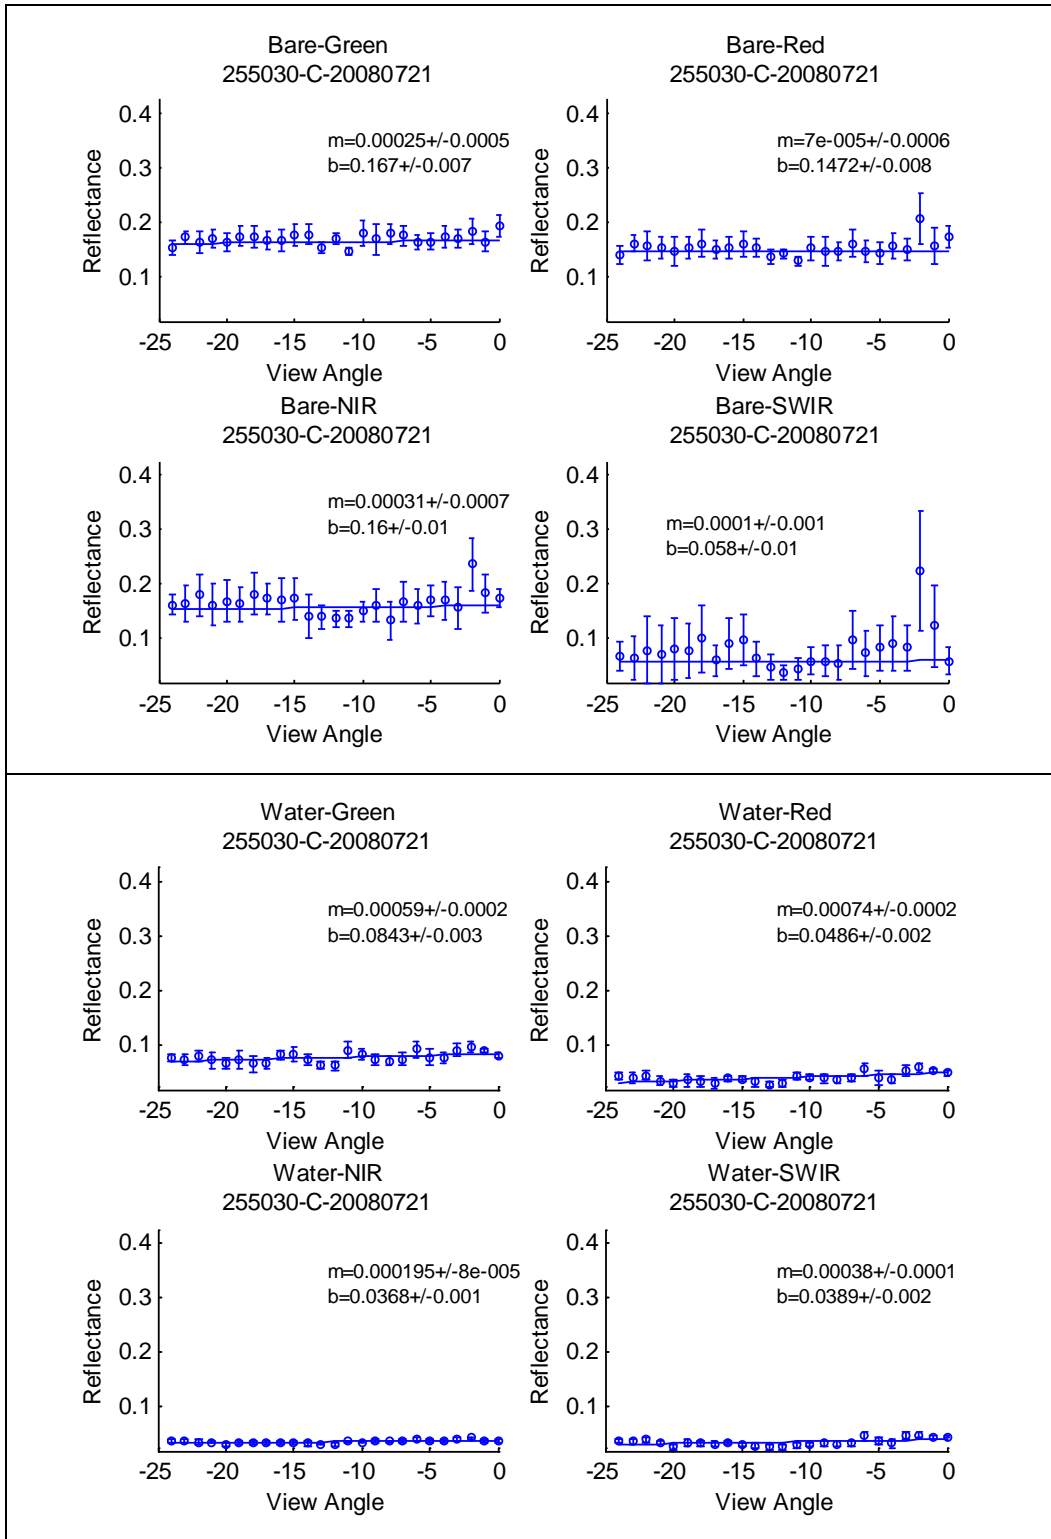 Bare-Green
255030-C-20080721
m=0.00025+/-0.0005
b=0.167+/-0.007
0.4
0.3
0.2
0.1
Reflectance
-25 -20 -15 -10 -5 0
View Angle
Bare-Red
255030-C-20080721
m=7e-005+/-0.0006
b=0.1472+/-0.008
0.4
0.3
0.2
0.1
Reflectance
-25 -20 -15 -10 -5 0
View Angle
Bare-NIR
255030-C-20080721
m=0.00031+/-0.0007
b=0.16+/-0.01
0.4
0.3
0.2
0.1
Reflectance
-25 -20 -15 -10 -5 0
View Angle
Bare-SWIR
255030-C-20080721
m=0.0001+/-0.001
b=0.058+/-0.01
0.4
0.3
0.2
0.1
Reflectance
-25 -20 -15 -10 -5 0
View Angle
Water-Green
255030-C-20080721
m=0.00059+/-0.0002
b=0.0843+/-0.003
0.4
0.3
0.2
0.1
Reflectance
-25 -20 -15 -10 -5 0
View Angle
Water-Red
255030-C-20080721
m=0.00074+/-0.0002
b=0.0486+/-0.002
0.4
0.3
0.2
0.1
Reflectance
-25 -20 -15 -10 -5 0
View Angle
Water-NIR
255030-C-20080721
m=0.000195+/-8e-005
b=0.0368+/-0.001
0.4
0.3
0.2
0.1
Reflectance
-25 -20 -15 -10 -5 0
View Angle
Water-SWIR
255030-C-20080721
m=0.00038+/-0.0001
b=0.0389+/-0.002
0.4
0.3
0.2
0.1
Reflectance
-25 -20 -15 -10 -5 0
View Angle